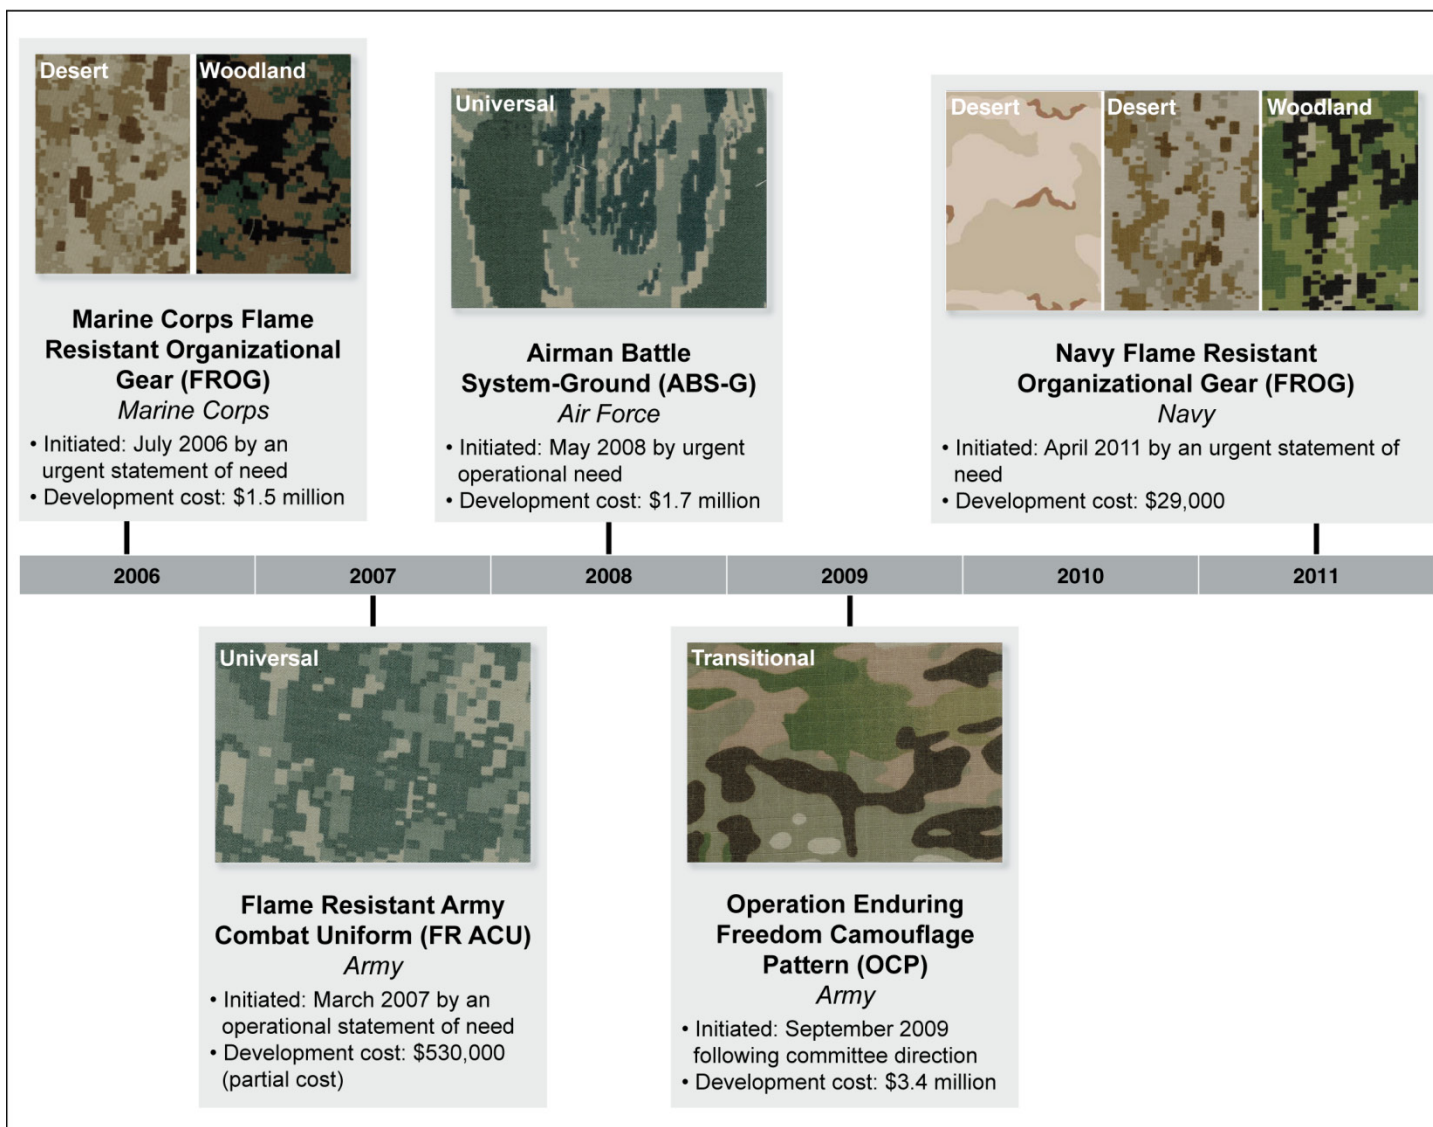 Desert
Woodland
Marine Corps Flame
Resistant Organizational
Gear (FROG)
Marine Corps
• Initiated: July 2006 by an
urgent statement of need
• Development cost: $1.5 million
Universal
Airman Battle
System-Ground (ABS-G)
Air Force
• Initiated: May 2008 by urgent
operational need
• Development cost: $1.7 million
Desert
Desert
Woodland
Navy Flame Resistant
Organizational Gear (FROG)
Navy
• Initiated: April 2011 by an urgent statement of
need
• Development cost: $29,000
2006
2007
2008
2009
2010
2011
Universal
Flame Resistant Army
Combat Uniform (FR ACU)
Army
• Initiated: March 2007 by an
operational statement of need
• Development cost: $530,000
(partial cost)
Transitional
Operation Enduring
Freedom Camouflage
Pattern (OCP)
Army
• Initiated: September 2009
following committee direction
• Development cost: $3.4 million